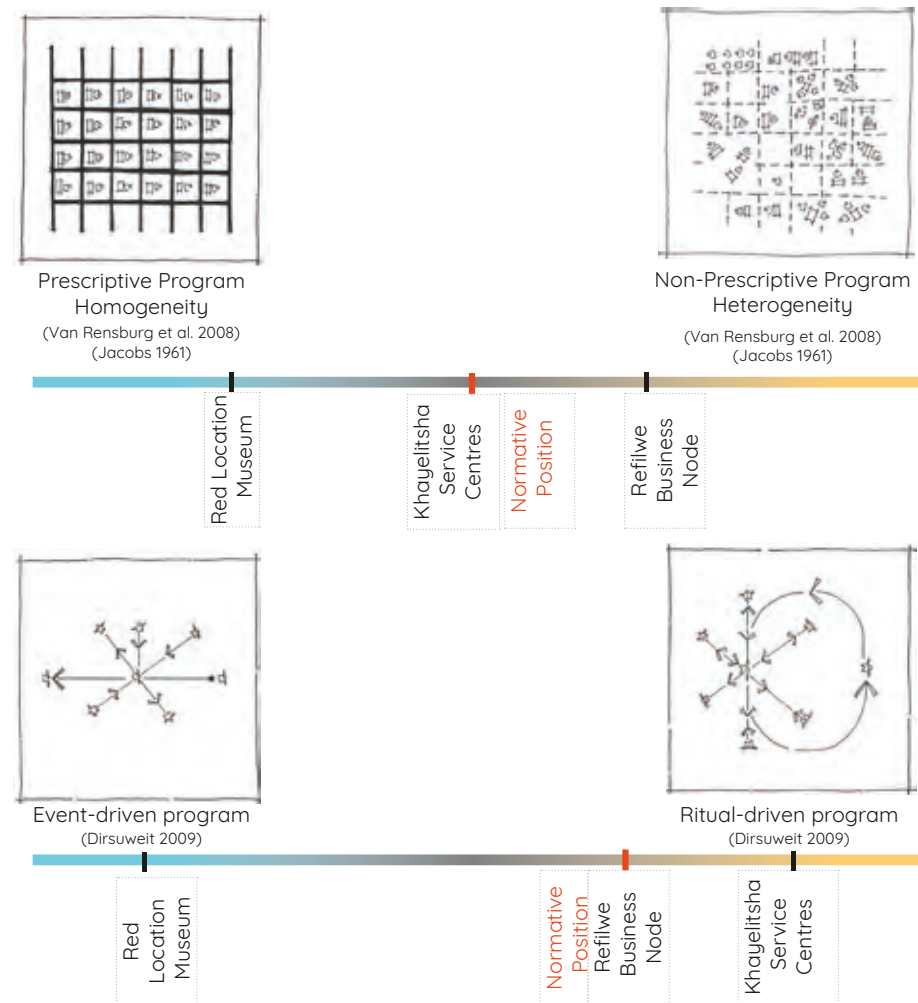 Prescriptive Program
Homogeneity
(Van Rensburg et al. 2008)
(Jacobs 1961)
Non-Prescriptive Program
Heterogeneity
(Van Rensburg et al. 2008)
(Jacobs 1961)
Red Location
Museum
Khayelitsha
Service
Centres
Normative
Position
Refilwe
Business
Node
Event-driven program
(Dirsuweit 2009)
Ritual-driven program
(Dirsuweit 2009)
Red
Location
Museum
Normative
Position
Refilwe
Business
Node
Khayelitsha
Service
Centres